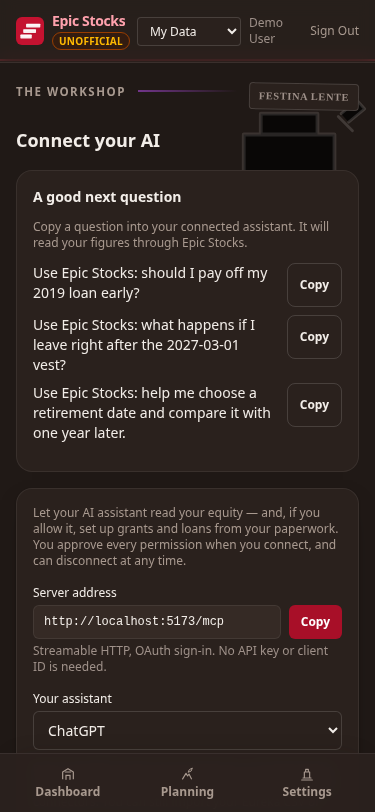 Epic Stocks
UNOFFICIAL
My Data
Demo
User
Sign Out
THE WORKSHOP
FESTINA LENTE
Connect your AI
A good next question
Copy a question into your connected assistant. It will
read your figures through Epic Stocks.
Use Epic Stocks: should I pay off my
2019 loan early?
Copy
Use Epic Stocks: what happens if I
leave right after the 2027-03-01
vest?
Copy
Use Epic Stocks: help me choose a
retirement date and compare it with
one year later.
Copy
Let your AI assistant read your equity — and, if you
allow it, set up grants and loans from your paperwork.
You approve every permission when you connect, and
can disconnect at any time.
Server address
http://localhost:5173/mcp
Copy
Streamable HTTP, OAuth sign-in. No API key or client
ID is needed.
Your assistant
ChatGPT
Dashboard
Planning
Settings